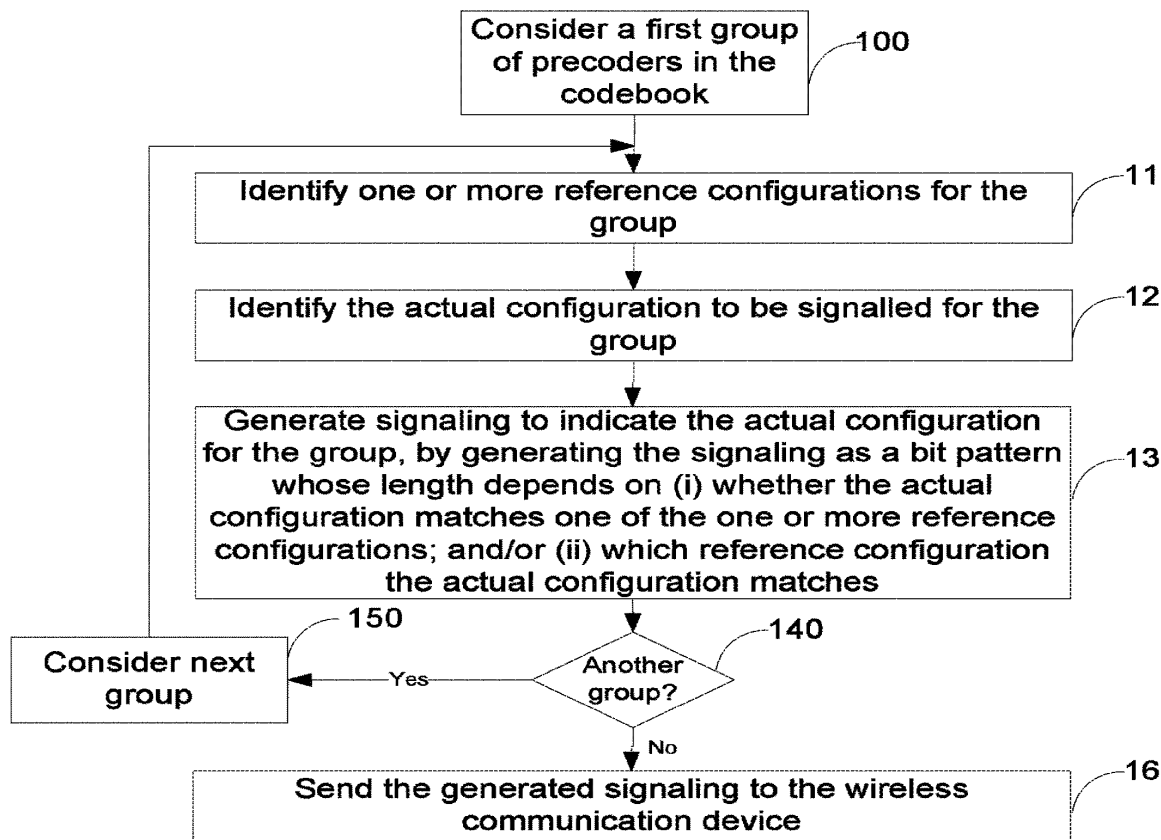 Consider a first group
of precoders in the
codebook
100
Identify one or more reference configurations for the
group
11
Identify the actual configuration to be signalled for the
group
12
Generate signaling to indicate the actual configuration
for the group, by generating the signaling as a bit pattern
whose length depends on (i) whether the actual
configuration matches one of the one or more reference
configurations; and/or (ii) which reference configuration
the actual configuration matches
13
Another
group?
140
Yes
Consider next
group
150
No
Send the generated signaling to the wireless
communication device
16